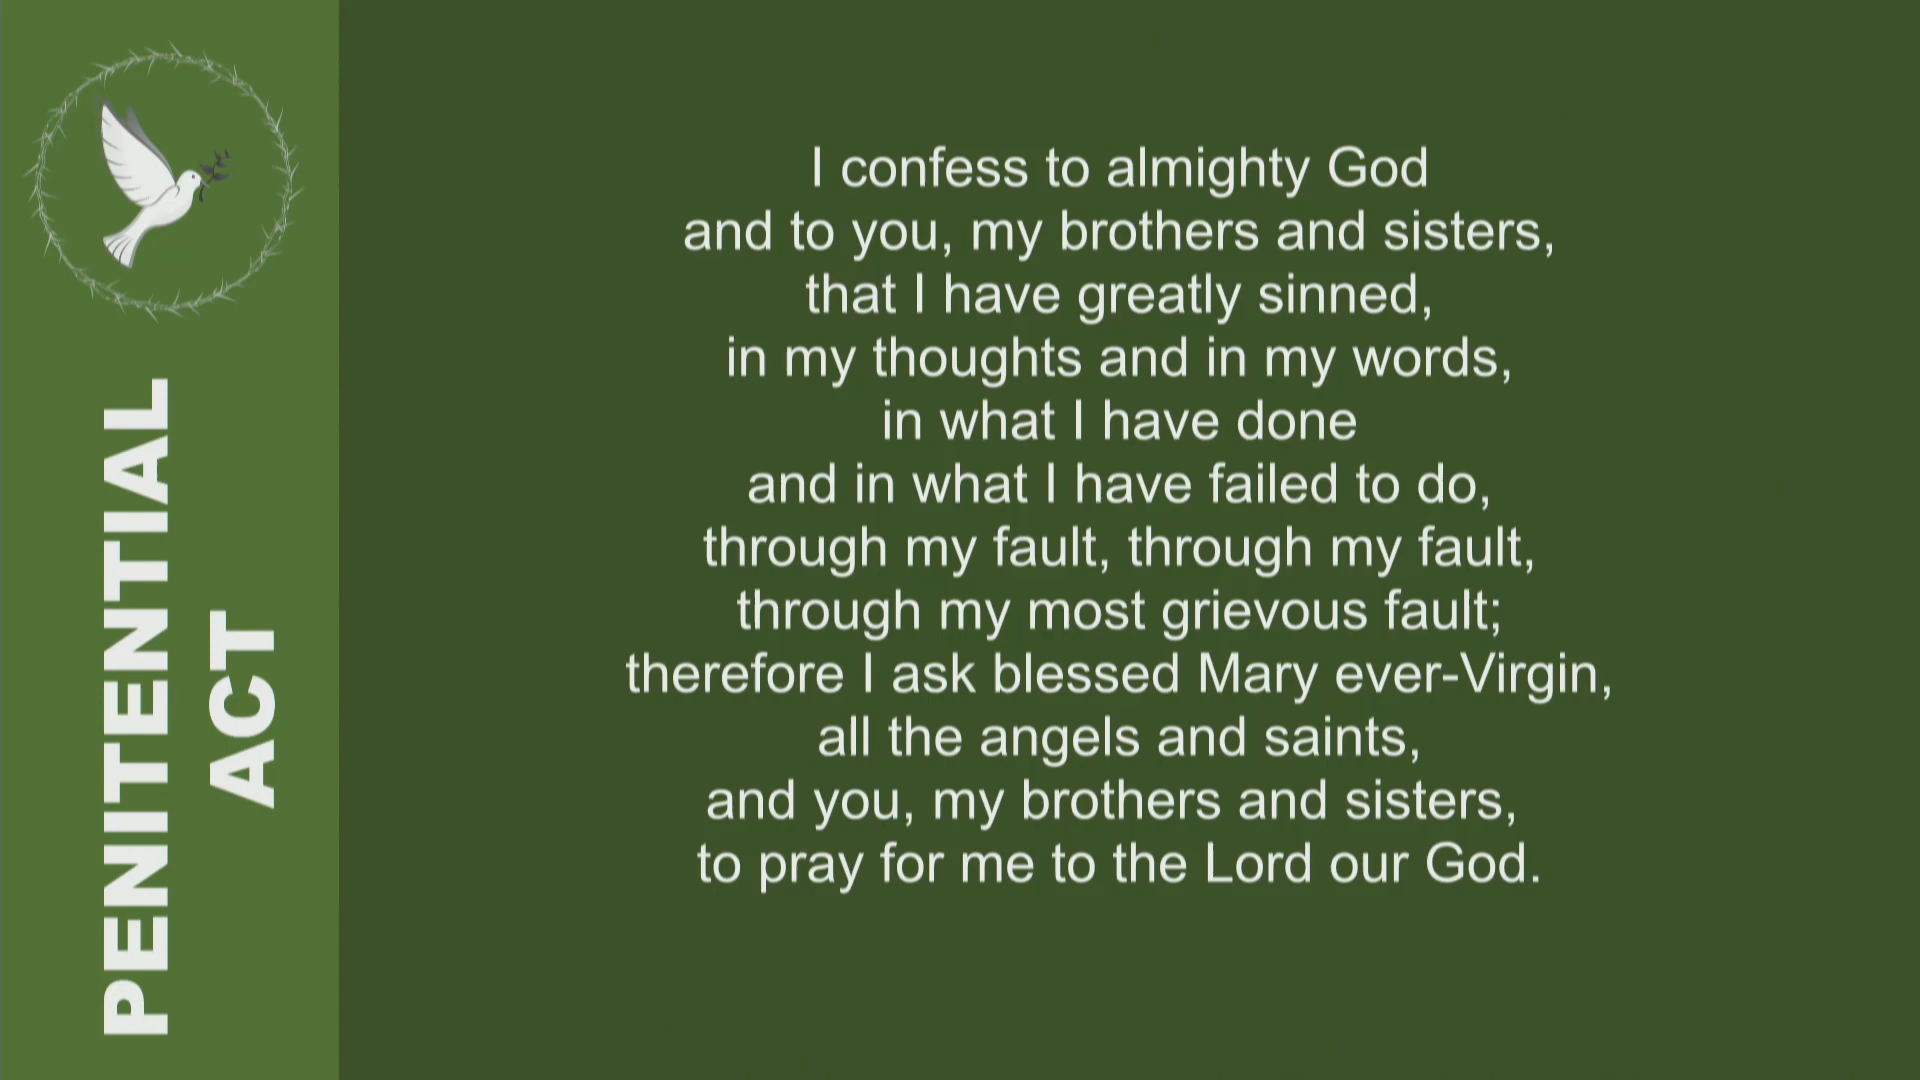 PENITENTIAL
ACT
I confess to almighty God
and to you, my brothers and sisters,
that I have greatly sinned,
in my thoughts and in my words,
in what I have done
and in what I have failed to do,
through my fault, through my fault,
through my most grievous fault;
therefore I ask blessed Mary ever-Virgin,
all the angels and saints,
and you, my brothers and sisters,
to pray for me to the Lord our God.